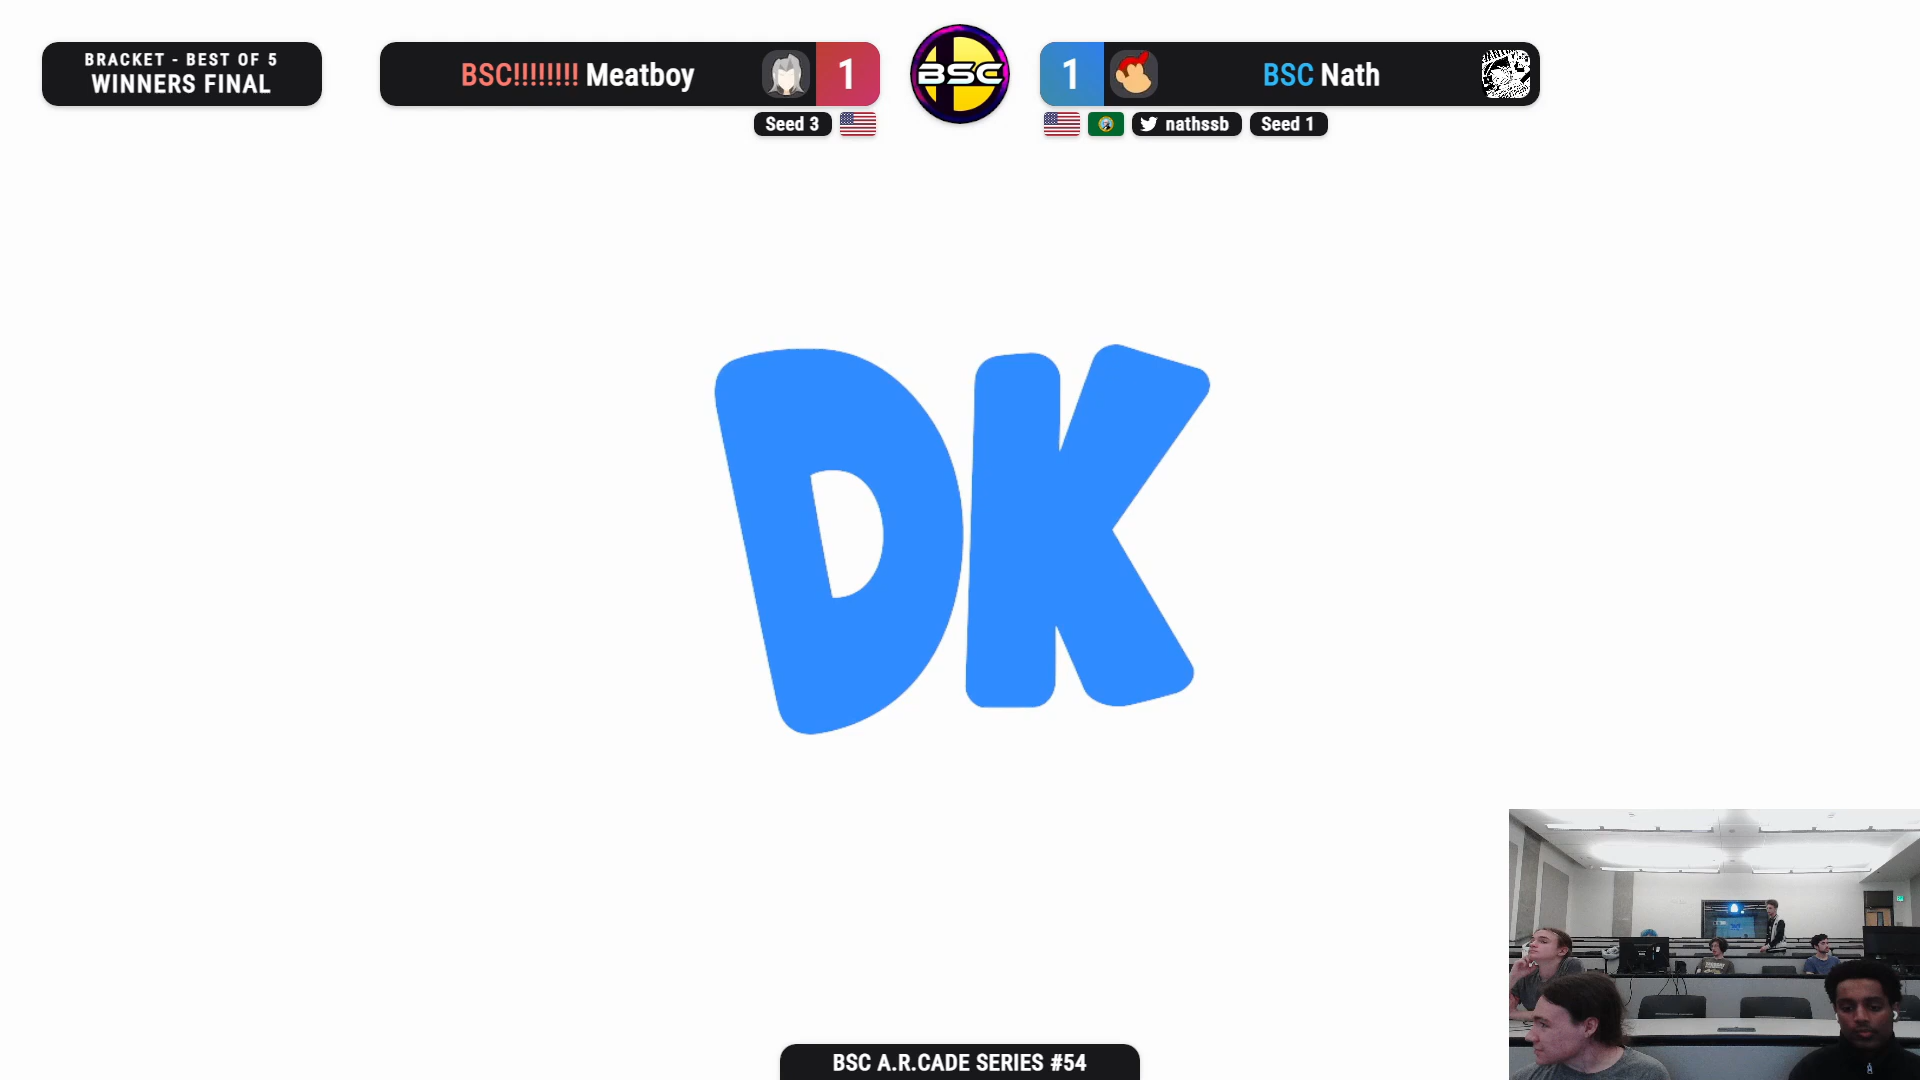 BRACKET - BEST OF 5
WINNERS FINAL
BSC!!!!!!!! Meatboy
1
BSC
1
BSC Nath
Seed 3
nathssb
Seed 1
DK
BSC A.R.CADE SERIES #54